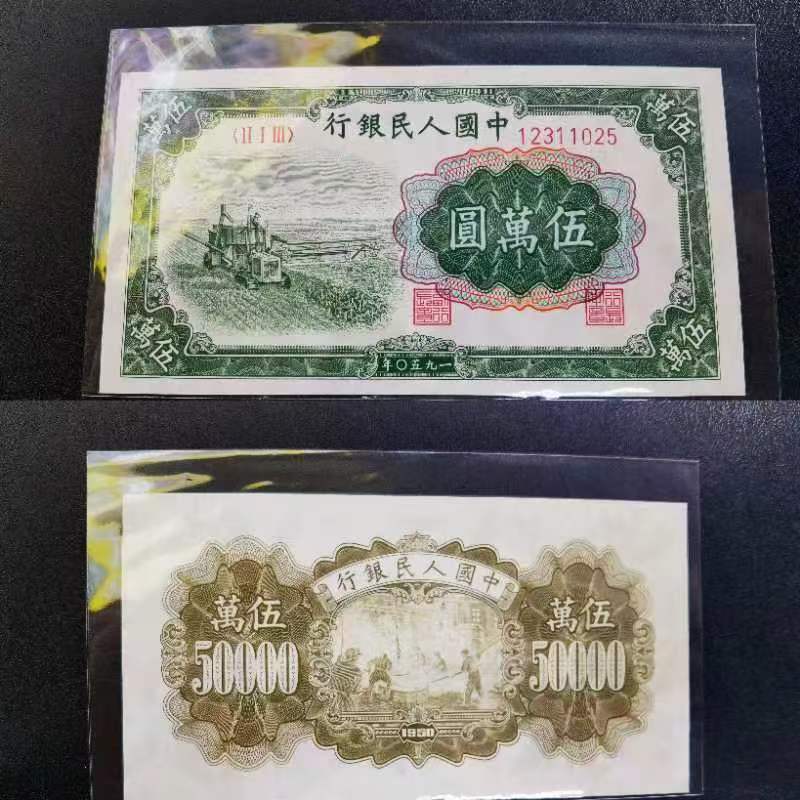 中國人民銀行
〈II I III〉
12311025
伍萬
伍萬
伍萬圓
伍萬
伍萬
一九五〇年
中國人民銀行
伍萬
50000
伍萬
50000
1950